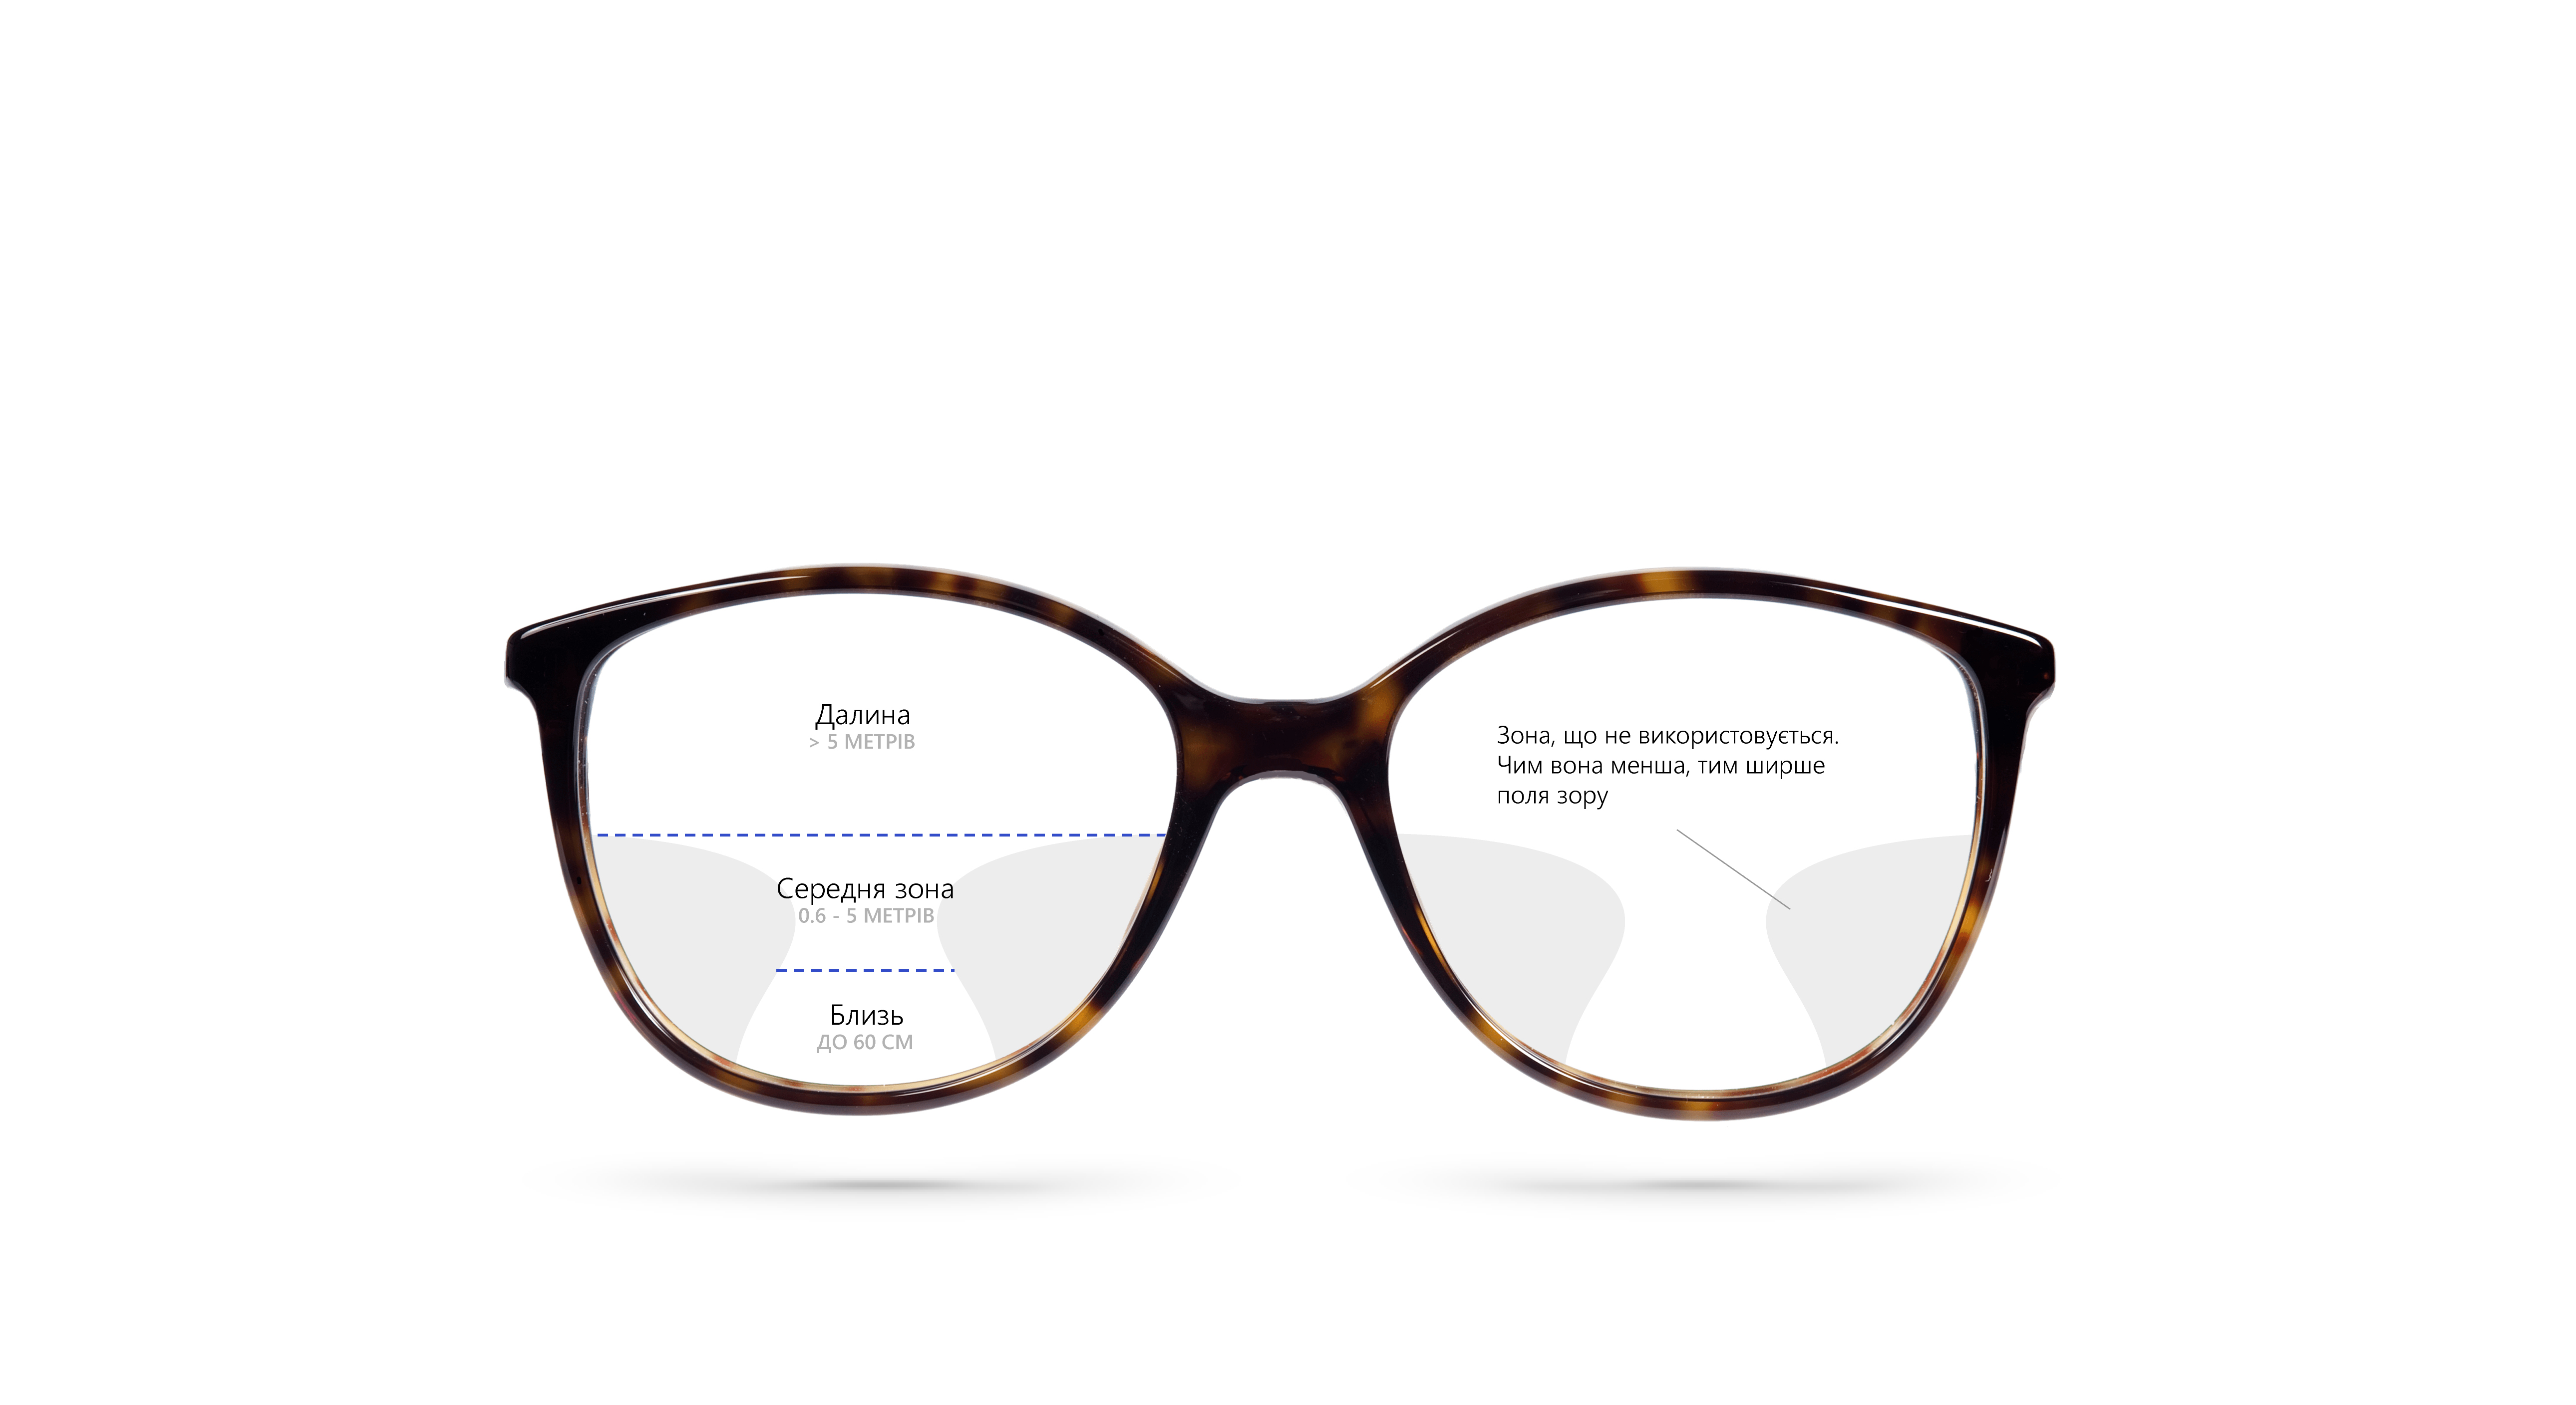 Далина
> 5 МЕТРІВ
Середня зона
0.6 - 5 МЕТРІВ
Близь
ДО 60 СМ
Зона, що не використовується.
Чим вона менша, тим ширше
поля зору